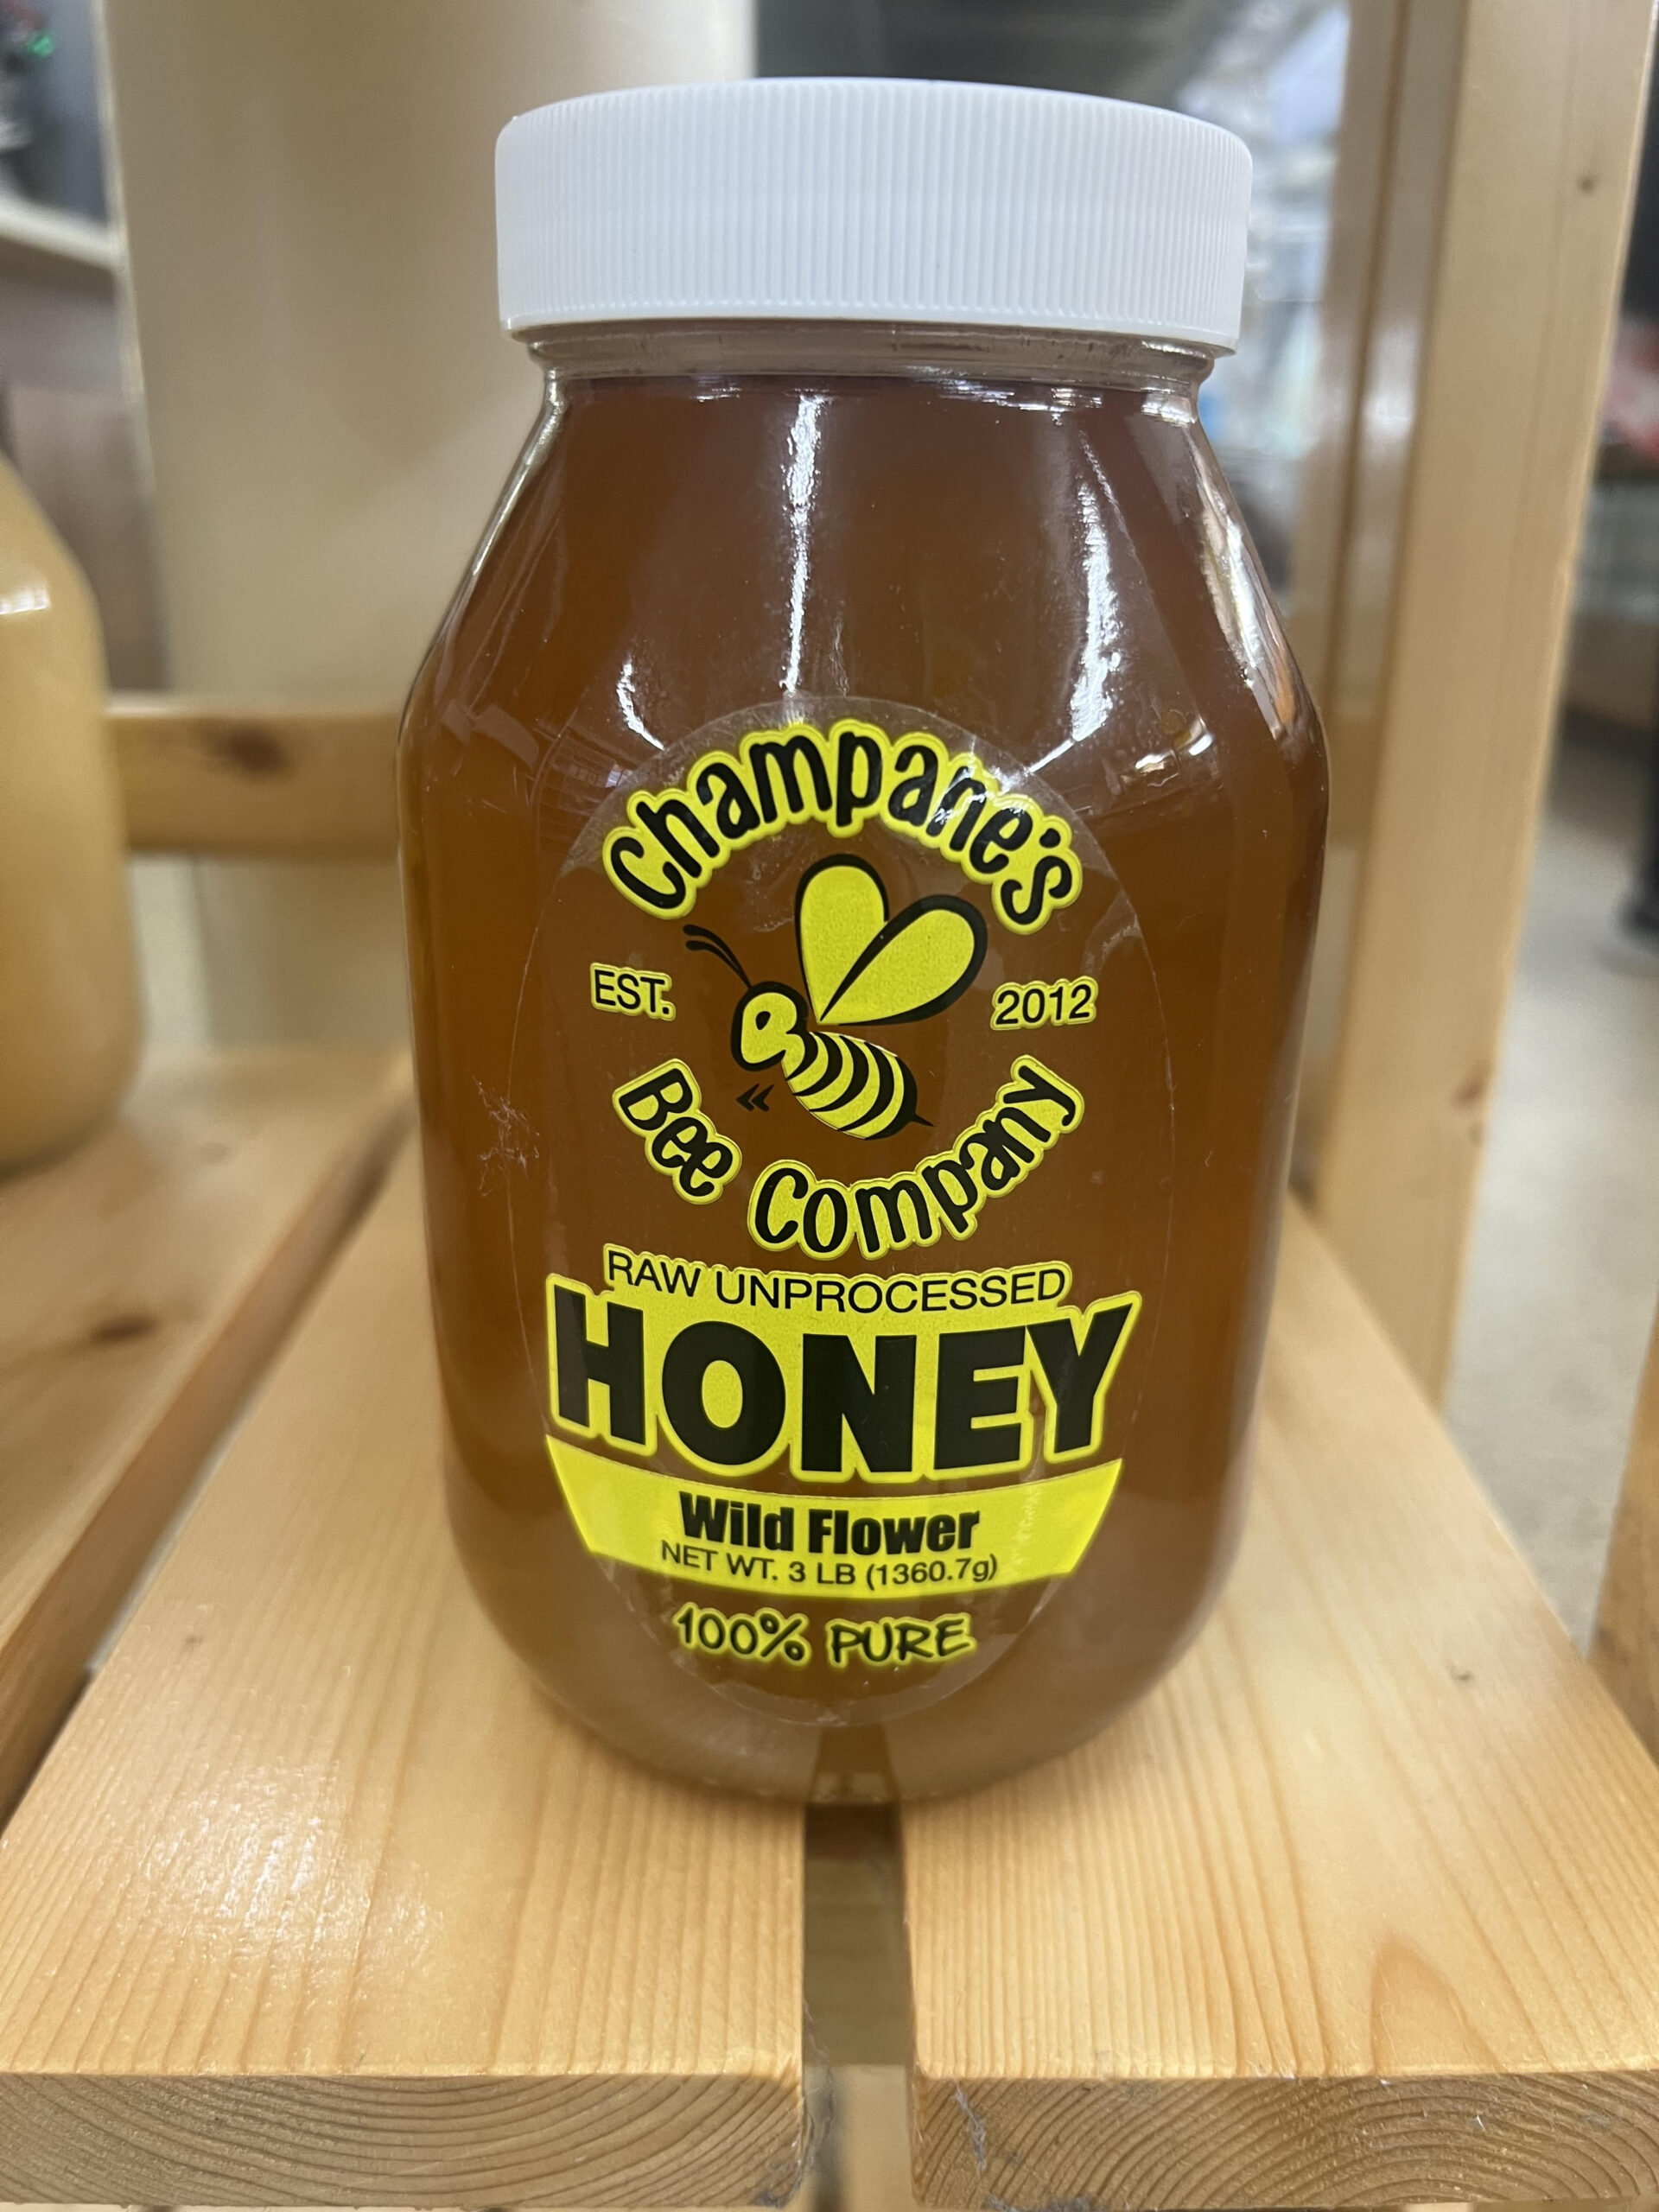 Champane's
EST. 2012
Bee Company
RAW UNPROCESSED
HONEY
Wild Flower
NET WT. 3 LB (1360.7g)
100% PURE